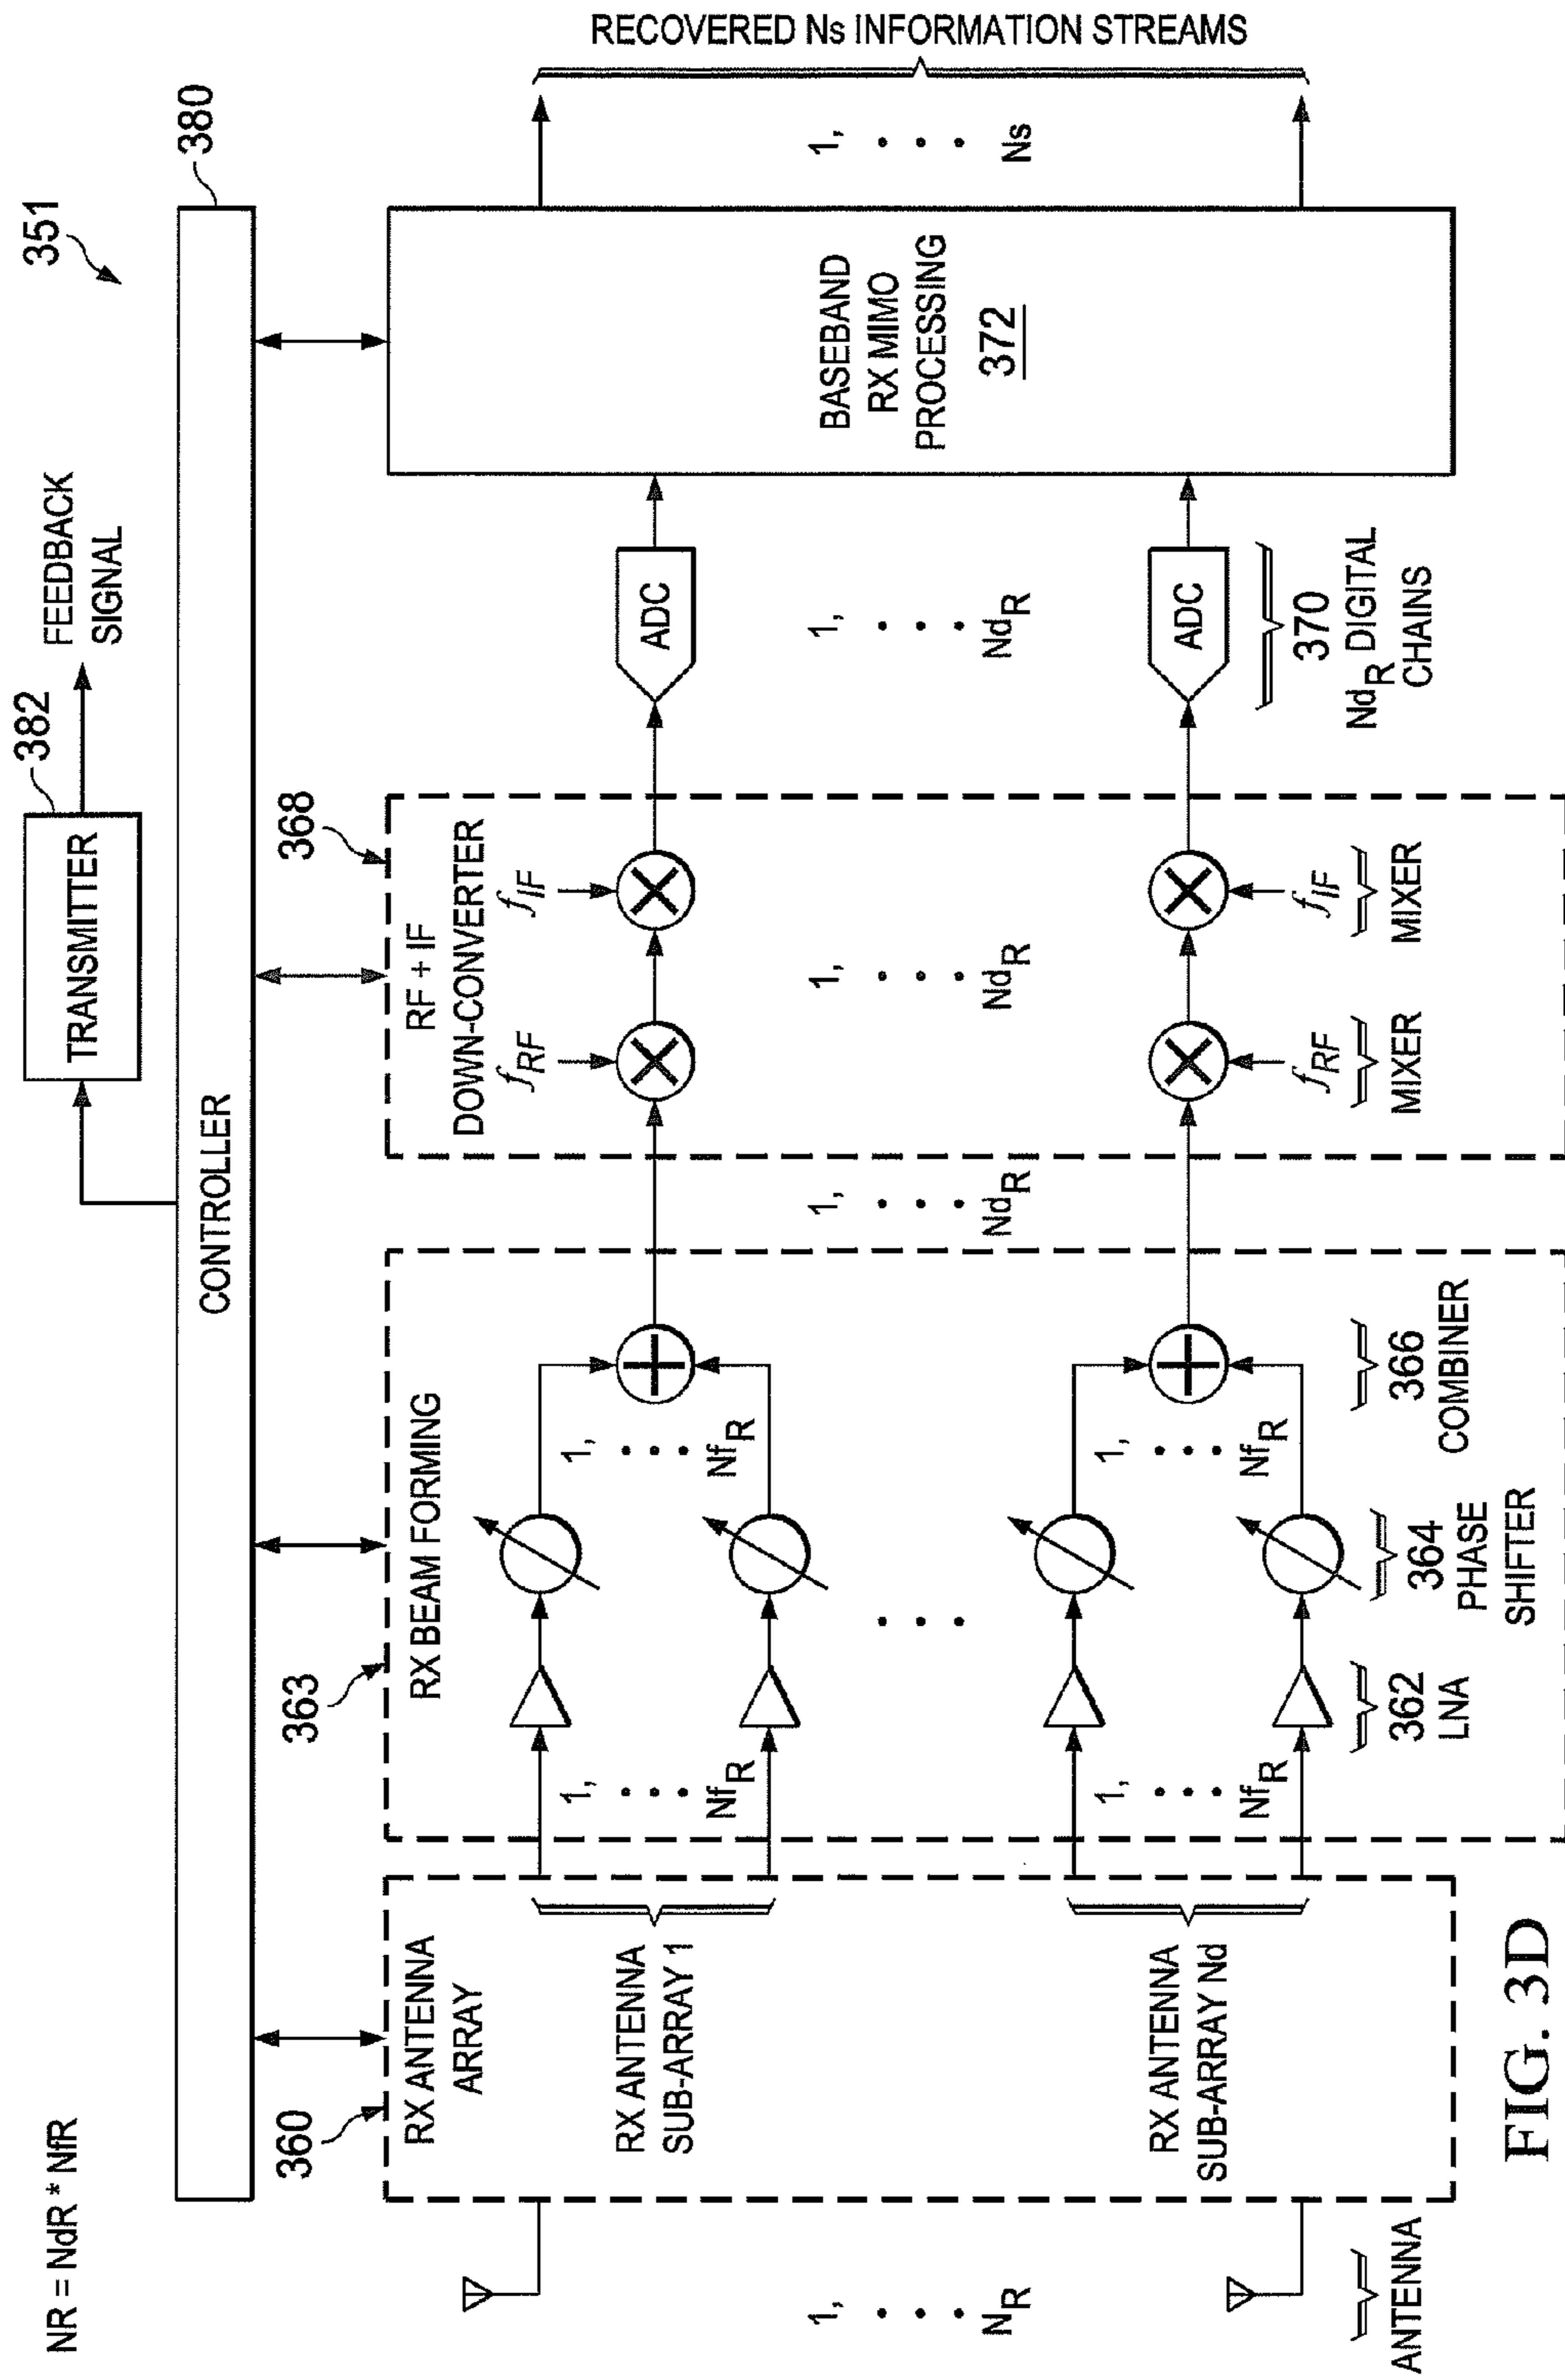 NR = NdR * NfR
351
382
TRANSMITTER
FEEDBACK
SIGNAL
380
CONTROLLER
360
RX ANTENNA
ARRAY
RX ANTENNA
SUB-ARRAY 1
RX ANTENNA
SUB-ARRAY Nd
1,
NR
ANTENNA
363
RX BEAM FORMING
1,
NfR
1,
NfR
1,
NfR
1,
NfR
362
LNA
364
PHASE
SHIFTER
366
COMBINER
1,
NdR
368
RF + IF
DOWN-CONVERTER
fRF
fIF
1,
NdR
fRF
fIF
MIXER
MIXER
ADC
1,
NdR
ADC
370
NdR DIGITAL
CHAINS
BASEBAND
RX MIMO
PROCESSING
372
1,
Ns
RECOVERED Ns INFORMATION STREAMS
FIG. 3D